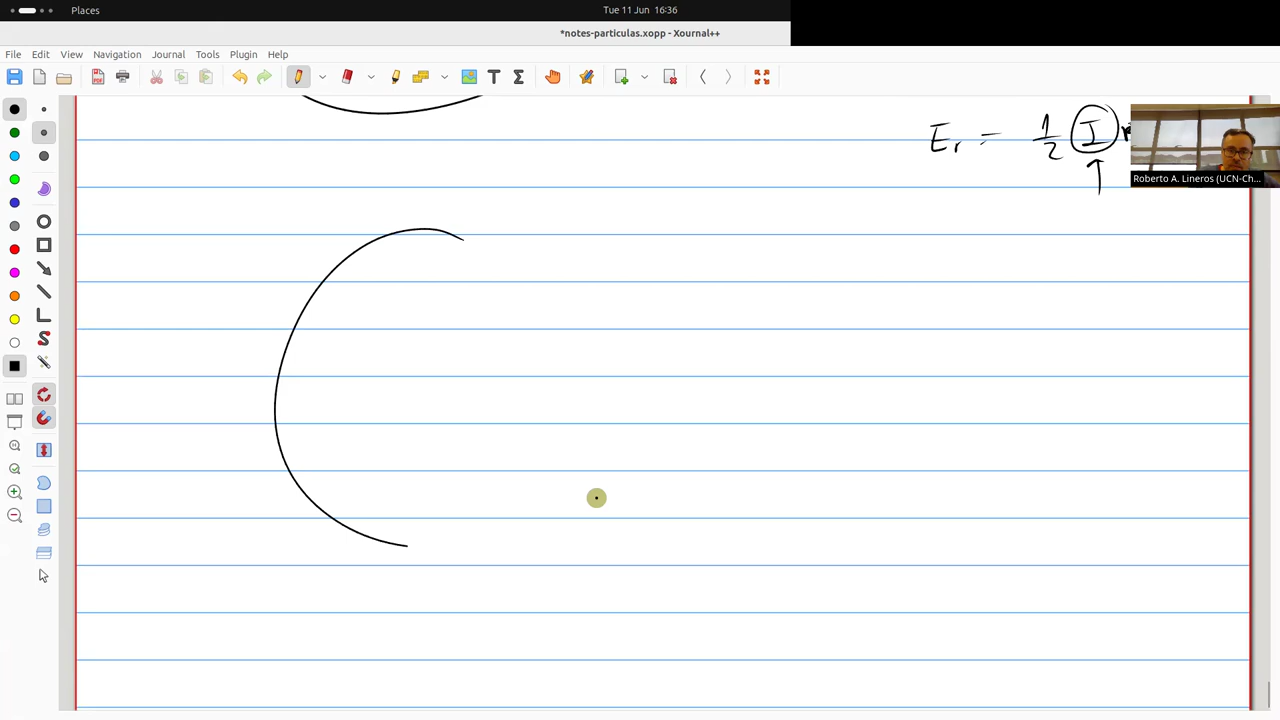 Places
Tue 11 Jun 16:36
*notes-particulas.xopp - Xournal++
File Edit View Navigation Journal Tools Plugin Help
E_r = 1/2 I
Roberto A. Lineros (UCN-Ch...